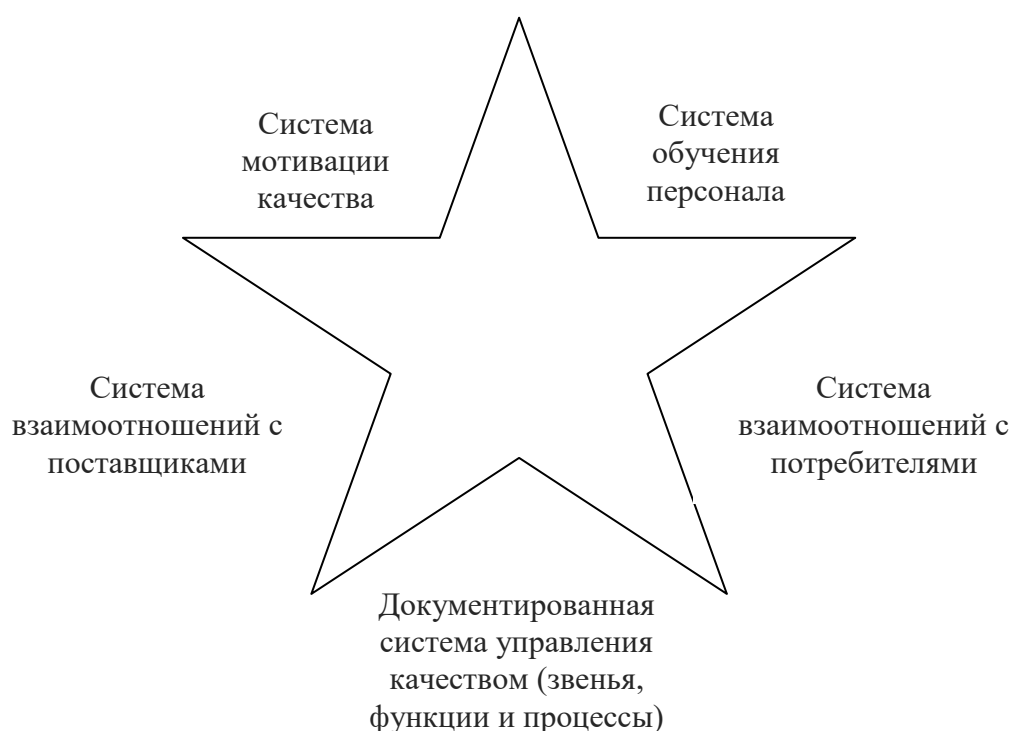 Система
мотивации
качества
Система
обучения
персонала
Система
взаимоотношений с
поставщиками
Система
взаимоотношений с
потребителями
Документированная
система управления
качеством (звенья,
функции и процессы)